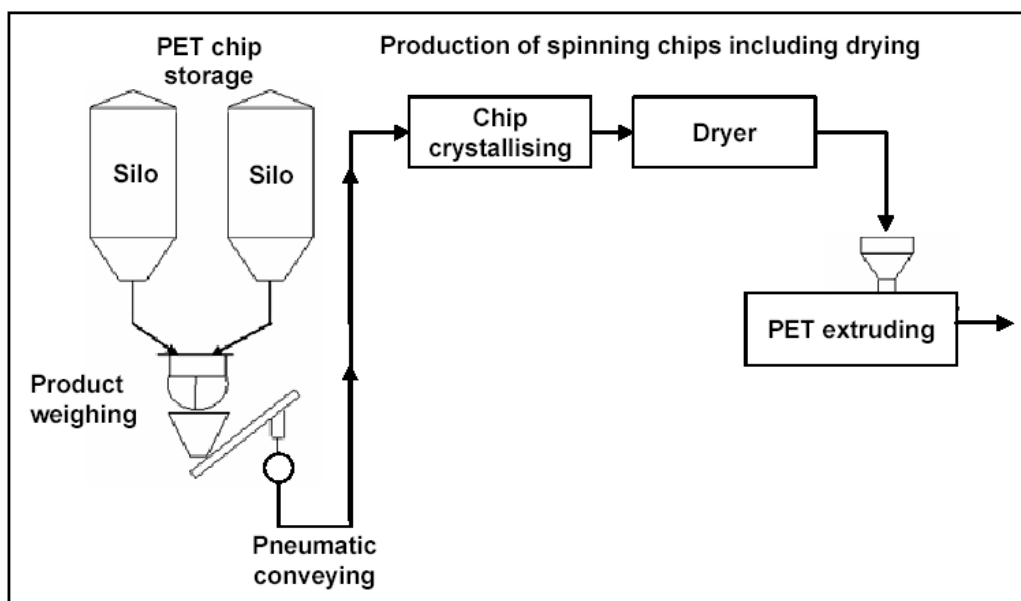 PET chip
storage
Production of spinning chips including drying
Silo
Silo
Chip
crystallising
Dryer
PET extruding
Product
weighing
Pneumatic
conveying